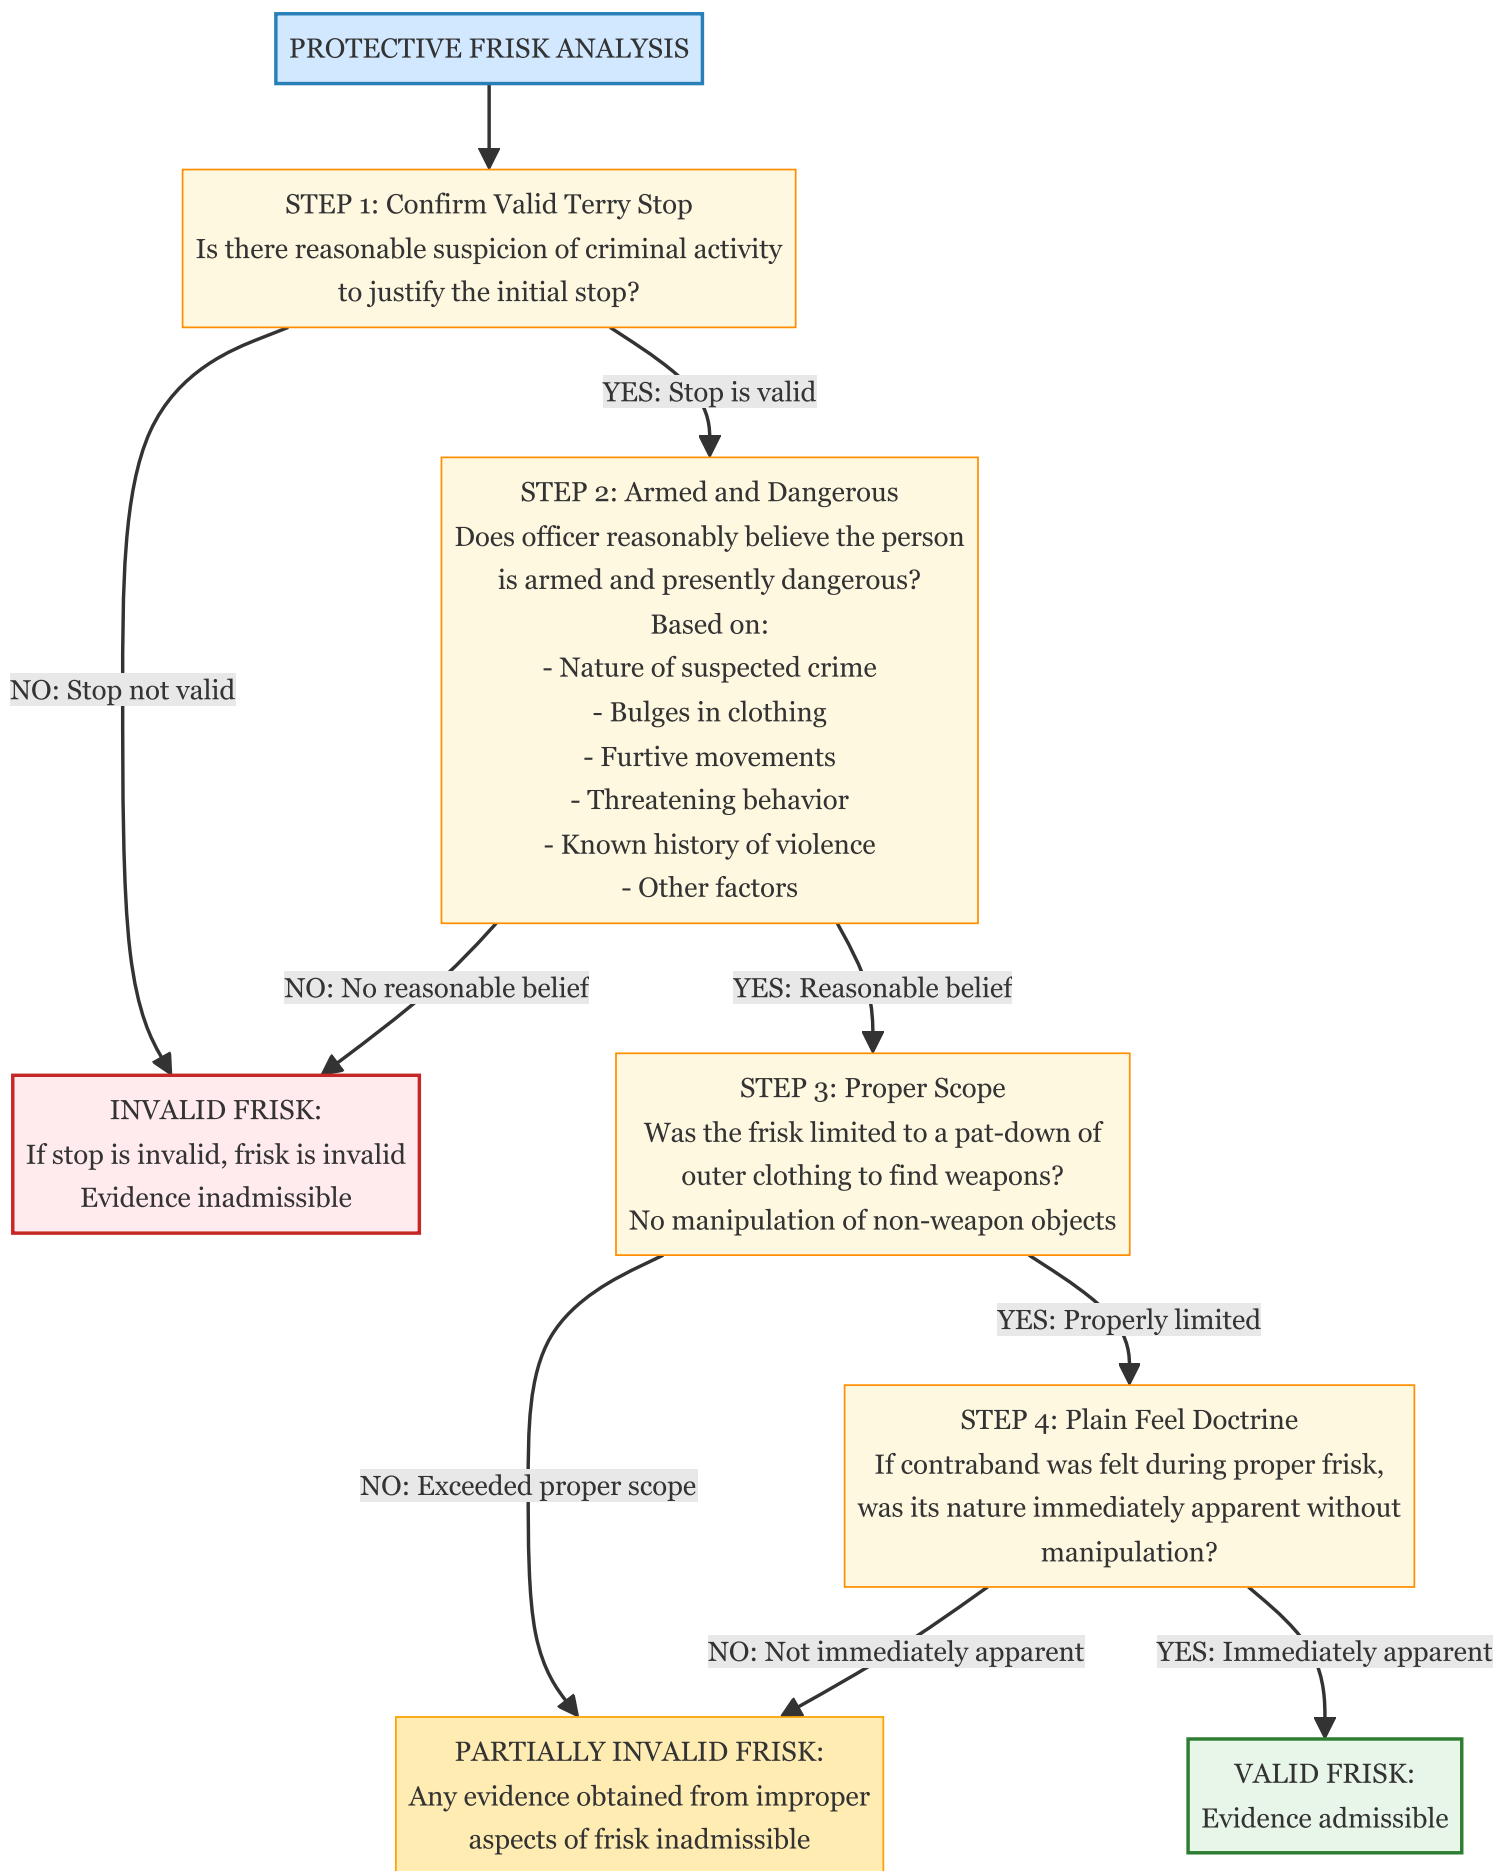 PROTECTIVE FRISK ANALYSIS
STEP 1: Confirm Valid Terry Stop
Is there reasonable suspicion of criminal activity
to justify the initial stop?
YES: Stop is valid
STEP 2: Armed and Dangerous
Does officer reasonably believe the person
is armed and presently dangerous?
Based on:
- Nature of suspected crime
- Bulges in clothing
- Furtive movements
- Threatening behavior
- Known history of violence
- Other factors
NO: Stop not valid
NO: No reasonable belief
YES: Reasonable belief
INVALID FRISK:
If stop is invalid, frisk is invalid
Evidence inadmissible
STEP 3: Proper Scope
Was the frisk limited to a pat-down of
outer clothing to find weapons?
No manipulation of non-weapon objects
YES: Properly limited
NO: Exceeded proper scope
STEP 4: Plain Feel Doctrine
If contraband was felt during proper frisk,
was its nature immediately apparent without
manipulation?
NO: Not immediately apparent
YES: Immediately apparent
PARTIALLY INVALID FRISK:
Any evidence obtained from improper
aspects of frisk inadmissible
VALID FRISK:
Evidence admissible